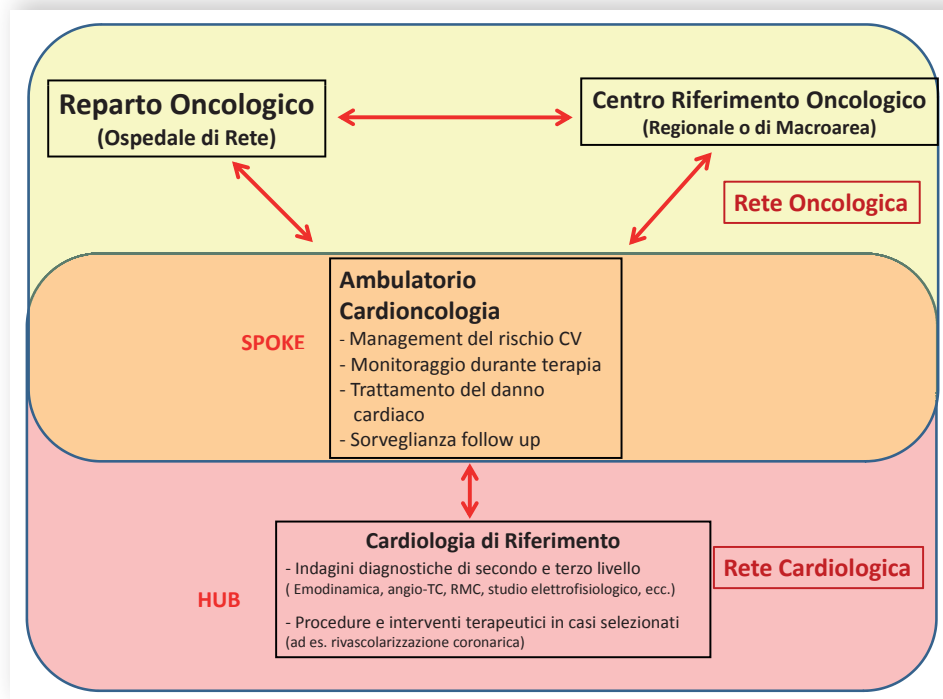 Reparto Oncologico
(Ospedale di Rete)
Centro Riferimento Oncologico
(Regionale o di Macroarea)
Rete Oncologica
Ambulatorio
Cardioncologia
- Management del rischio CV
- Monitoraggio durante terapia
- Trattamento del danno
cardiaco
- Sorveglianza follow up
SPOKE
Cardiologia di Riferimento
- Indagini diagnostiche di secondo e terzo livello
( Emodinamica, angio-TC, RMC, studio elettrofisiologico, ecc.)
- Procedure e interventi terapeutici in casi selezionati
(ad es. rivascolarizzazione coronarica)
HUB
Rete Cardiologica